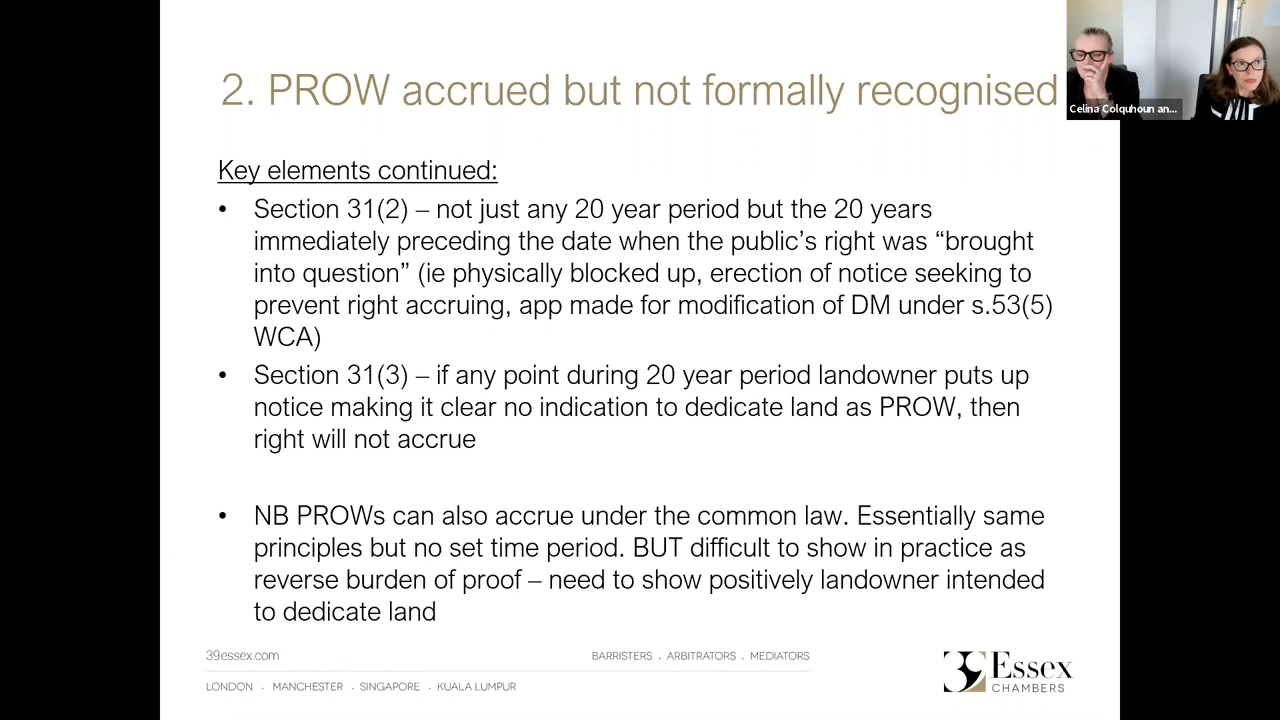 2. PROW accrued but not formally recognised
Celina Colquhoun an...
Key elements continued:
• Section 31(2) – not just any 20 year period but the 20 years
immediately preceding the date when the public's right was “brought
into question” (ie physically blocked up, erection of notice seeking to
prevent right accruing, app made for modification of DM under s.53(5)
WCA)
• Section 31(3) – if any point during 20 year period landowner puts up
notice making it clear no indication to dedicate land as PROW, then
right will not accrue
• NB PROWs can also accrue under the common law. Essentially same
principles but no set time period. BUT difficult to show in practice as
reverse burden of proof – need to show positively landowner intended
to dedicate land
39essex.com
BARRISTERS . ARBITRATORS . MEDIATORS
LONDON . MANCHESTER . SINGAPORE . KUALA LUMPUR
39 Essex
CHAMBERS